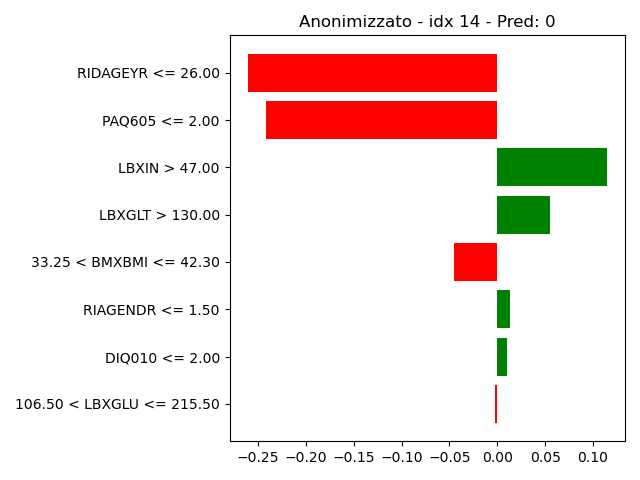 Anonimizzato - idx 14 - Pred: 0
RIDAGEYR <= 26.00
PAQ605 <= 2.00
LBXIN > 47.00
LBXGLT > 130.00
33.25 < BMXBMI <= 42.30
RIAGENDR <= 1.50
DIQ010 <= 2.00
106.50 < LBXGLU <= 215.50
−0.25 −0.20 −0.15 −0.10 −0.05 0.00 0.05 0.10